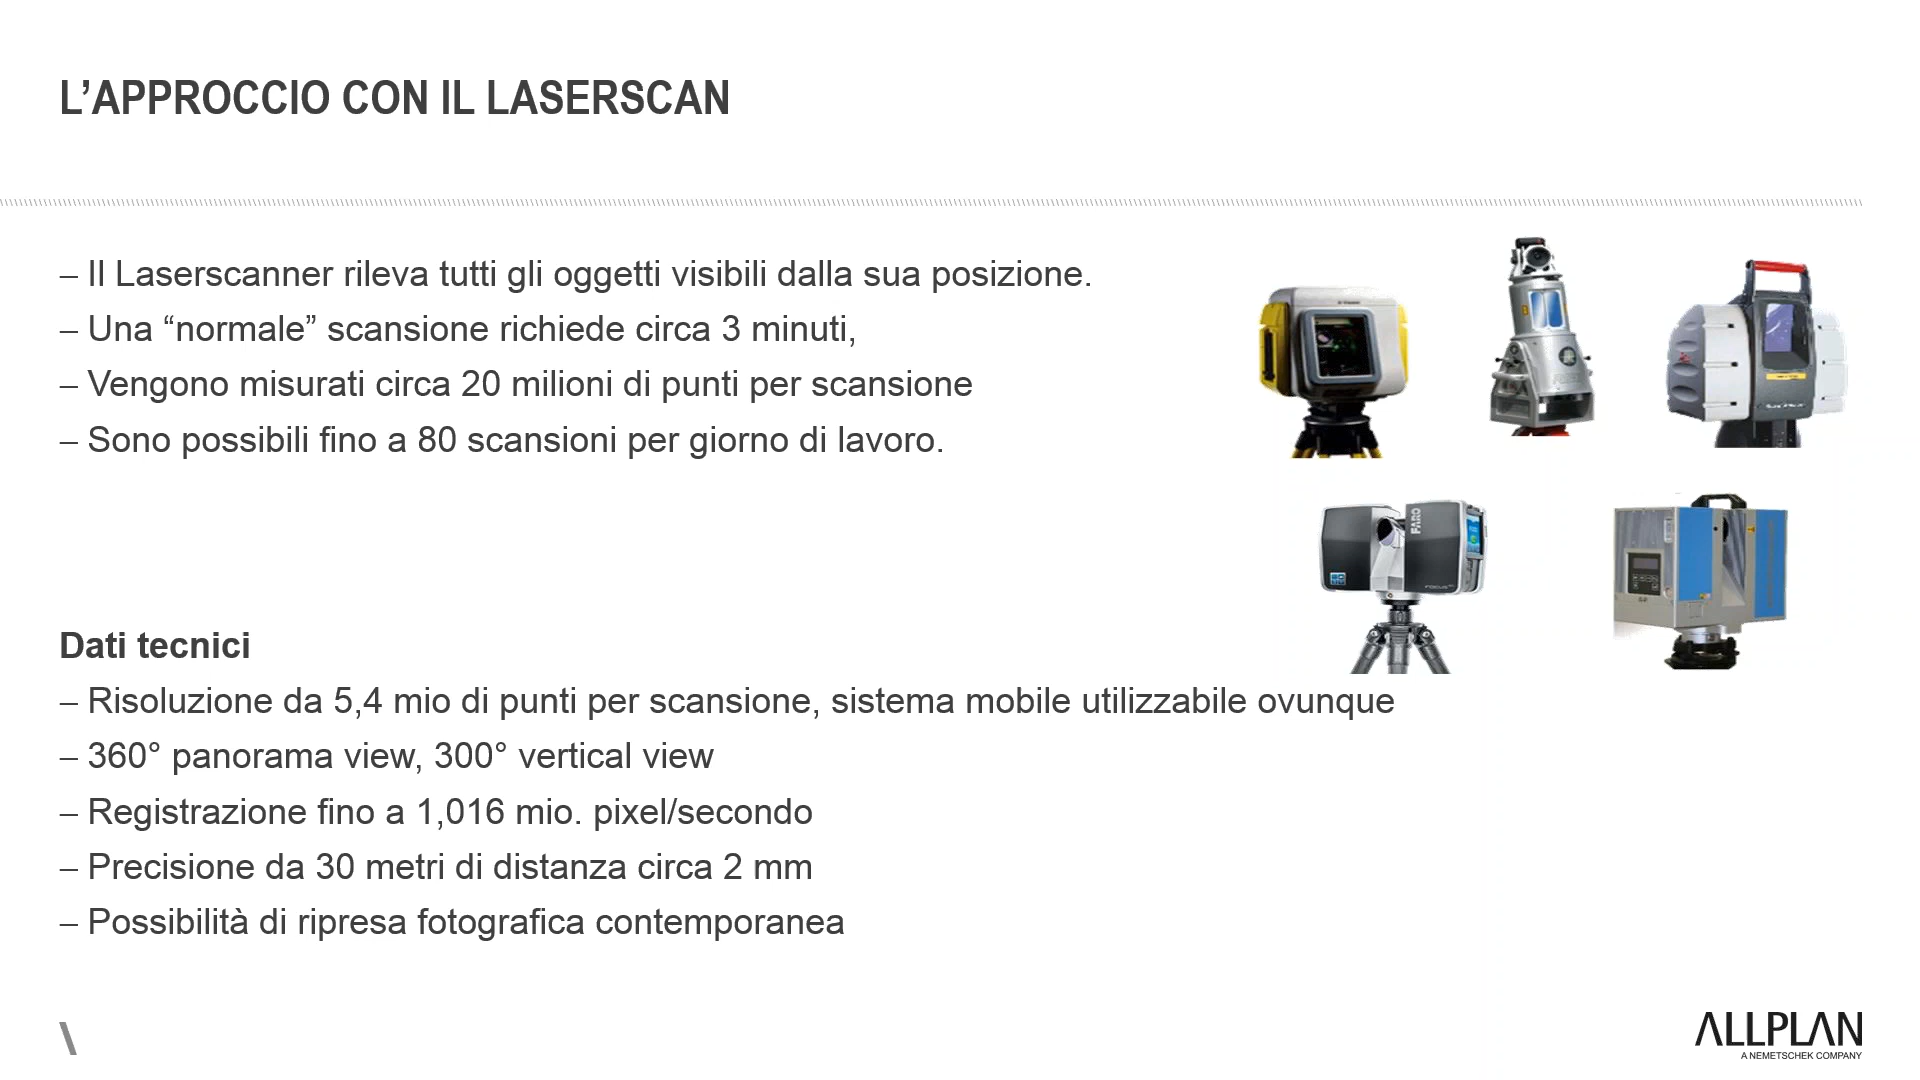 L’APPROCCIO CON IL LASERSCAN
– Il Laserscanner rileva tutti gli oggetti visibili dalla sua posizione.
– Una “normale” scansione richiede circa 3 minuti,
– Vengono misurati circa 20 milioni di punti per scansione
– Sono possibili fino a 80 scansioni per giorno di lavoro.
FARO
FOCUS
Dati tecnici
– Risoluzione da 5,4 mio di punti per scansione, sistema mobile utilizzabile ovunque
– 360° panorama view, 300° vertical view
– Registrazione fino a 1,016 mio. pixel/secondo
– Precisione da 30 metri di distanza circa 2 mm
– Possibilità di ripresa fotografica contemporanea
\
ALLPLAN
A NEMETSCHEK COMPANY